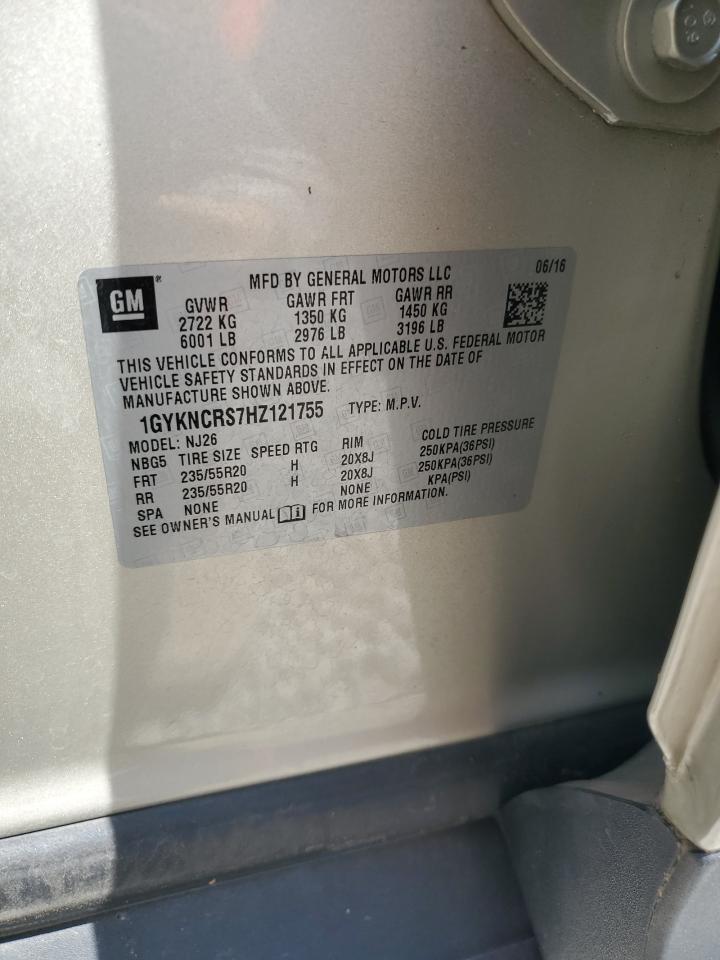 GM ®
MFD BY GENERAL MOTORS LLC 06/16
GVWR GAWR FRT GAWR RR
2722 KG 1350 KG 1450 KG
6001 LB 2976 LB 3196 LB
THIS VEHICLE CONFORMS TO ALL APPLICABLE U.S. FEDERAL MOTOR
VEHICLE SAFETY STANDARDS IN EFFECT ON THE DATE OF
MANUFACTURE SHOWN ABOVE.
1GYKNCRS7HZ121755 TYPE: M.P.V.
MODEL: NJ26
NBG5 TIRE SIZE SPEED RTG RIM COLD TIRE PRESSURE
FRT 235/55R20 H 20X8J 250KPA(36PSI)
RR 235/55R20 H 20X8J 250KPA(36PSI)
SPA NONE NONE KPA(PSI)
SEE OWNER'S MANUAL FOR MORE INFORMATION.